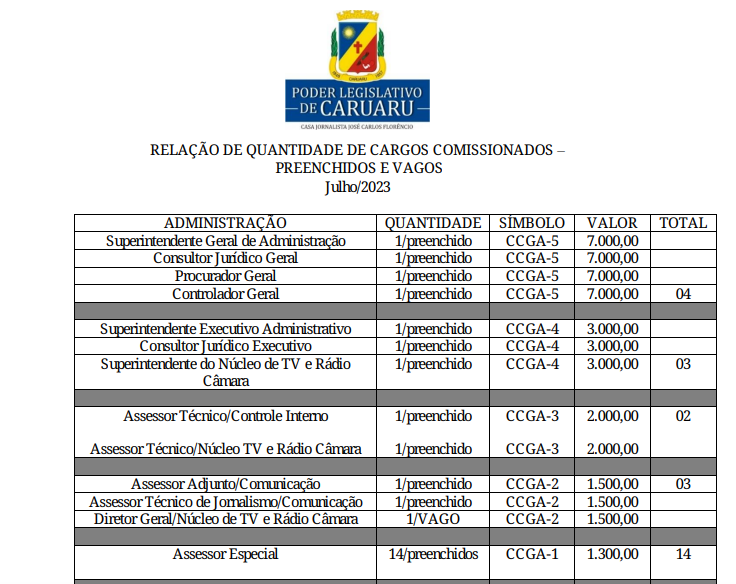 PODER LEGISLATIVO
DE CARUARU
CASA JORNALISTA JOSÉ CARLOS FLORÊNCIO
RELAÇÃO DE QUANTIDADE DE CARGOS COMISSIONADOS –
PREENCHIDOS E VAGOS
Julho/2023
ADMINISTRAÇÃO QUANTIDADE SÍMBOLO VALOR TOTAL
Superintendente Geral de Administração 1/preenchido CCGA-5 7.000,00
Consultor Jurídico Geral 1/preenchido CCGA-5 7.000,00
Procurador Geral 1/preenchido CCGA-5 7.000,00
Controlador Geral 1/preenchido CCGA-5 7.000,00 04
Superintendente Executivo Administrativo 1/preenchido CCGA-4 3.000,00
Consultor Jurídico Executivo 1/preenchido CCGA-4 3.000,00
Superintendente do Núcleo de TV e Rádio 1/preenchido CCGA-4 3.000,00 03
Câmara
Assessor Técnico/Controle Interno 1/preenchido CCGA-3 2.000,00 02
Assessor Técnico/Núcleo TV e Rádio Câmara 1/preenchido CCGA-3 2.000,00
Assessor Adjunto/Comunicação 1/preenchido CCGA-2 1.500,00 03
Assessor Técnico de Jornalismo/Comunicação 1/preenchido CCGA-2 1.500,00
Diretor Geral/Núcleo de TV e Rádio Câmara 1/VAGO CCGA-2 1.500,00
Assessor Especial 14/preenchidos CCGA-1 1.300,00 14